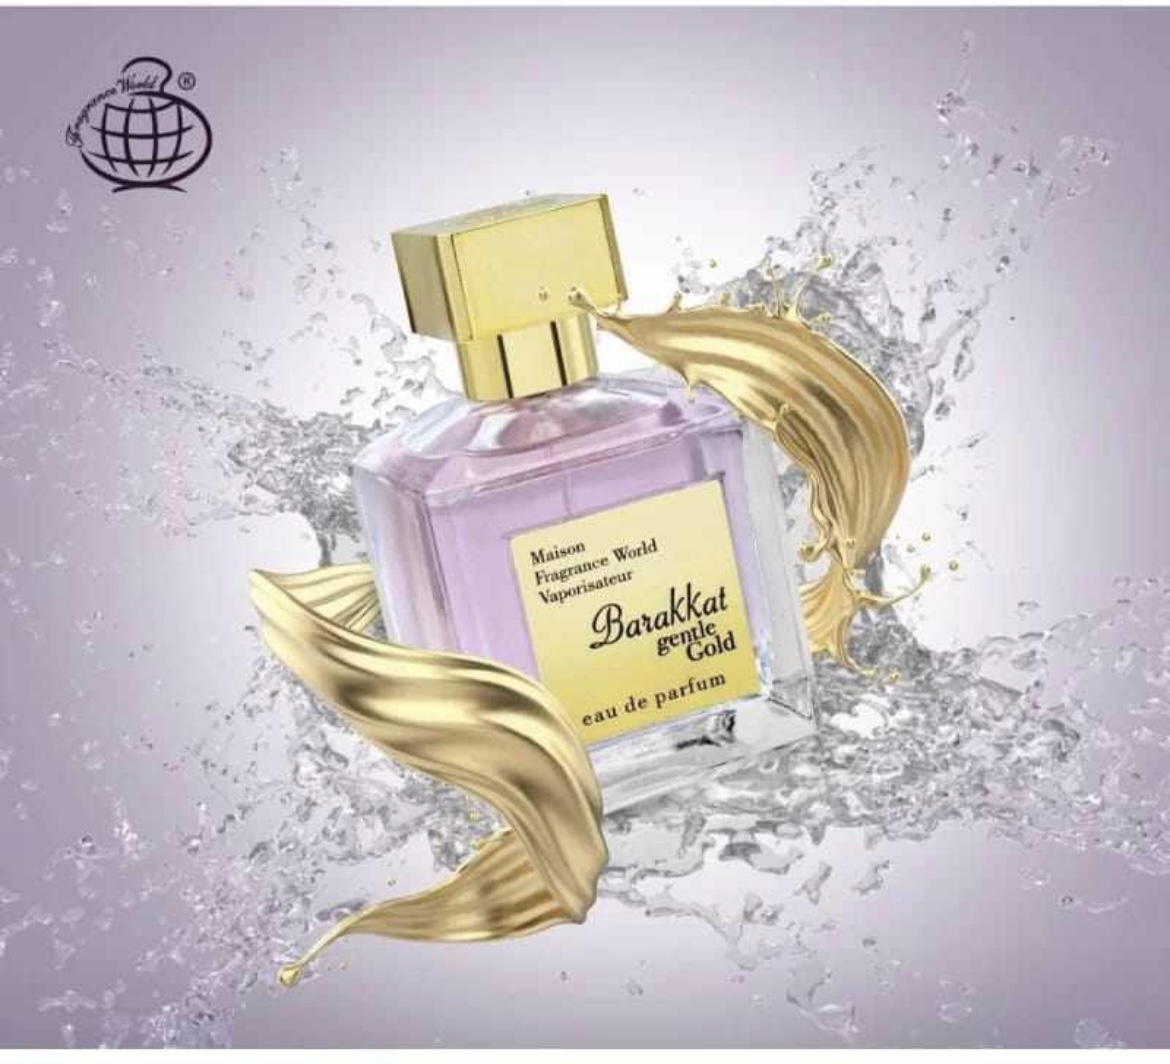 Fragrance World ®
Maison
Fragrance World
Vaporisateur
Barakkat
gentle
Gold
eau de parfum